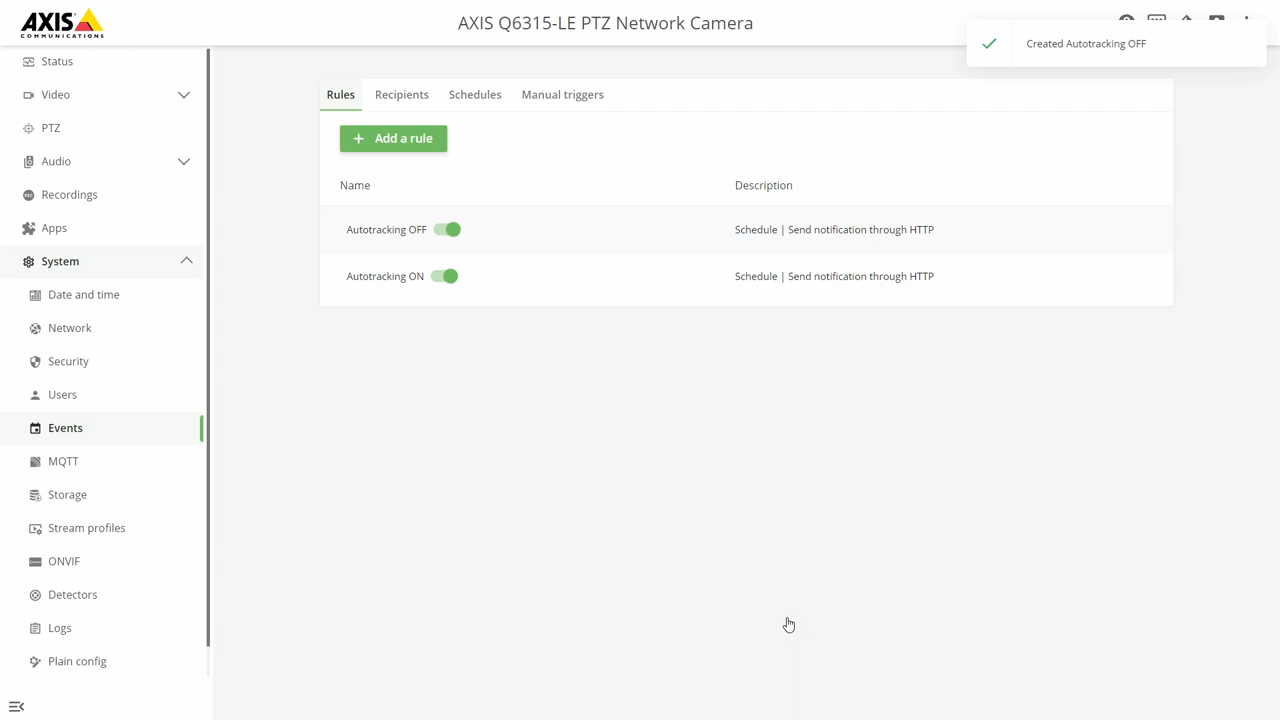 AXIS
COMMUNICATIONS
AXIS Q6315-LE PTZ Network Camera
Created Autotracking OFF
Status
Video
PTZ
Audio
Recordings
Apps
System
Date and time
Network
Security
Users
Events
MQTT
Storage
Stream profiles
ONVIF
Detectors
Logs
Plain config
Rules Recipients Schedules Manual triggers
+ Add a rule
Name Description
Autotracking OFF Schedule | Send notification through HTTP
Autotracking ON Schedule | Send notification through HTTP